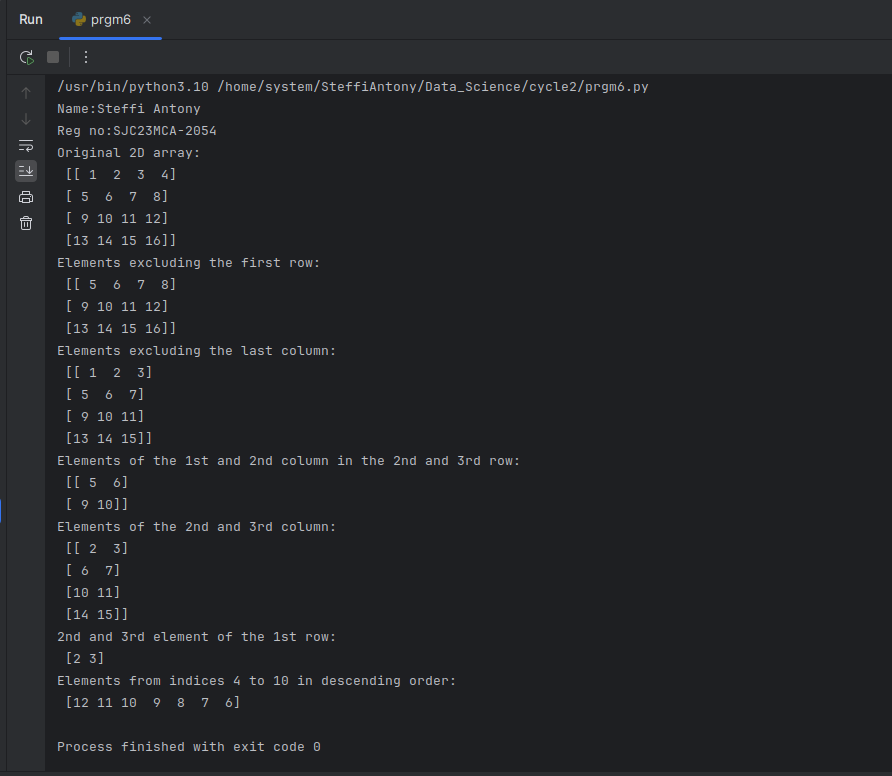 Run prgm6
/usr/bin/python3.10 /home/system/SteffiAntony/Data_Science/cycle2/prgm6.py
Name:Steffi Antony
Reg no:SJC23MCA-2054
Original 2D array:
 [[ 1  2  3  4]
 [ 5  6  7  8]
 [ 9 10 11 12]
 [13 14 15 16]]
Elements excluding the first row:
 [[ 5  6  7  8]
 [ 9 10 11 12]
 [13 14 15 16]]
Elements excluding the last column:
 [[ 1  2  3]
 [ 5  6  7]
 [ 9 10 11]
 [13 14 15]]
Elements of the 1st and 2nd column in the 2nd and 3rd row:
 [[ 5  6]
 [ 9 10]]
Elements of the 2nd and 3rd column:
 [[ 2  3]
 [ 6  7]
 [10 11]
 [14 15]]
2nd and 3rd element of the 1st row:
 [2 3]
Elements from indices 4 to 10 in descending order:
 [12 11 10  9  8  7  6]
Process finished with exit code 0